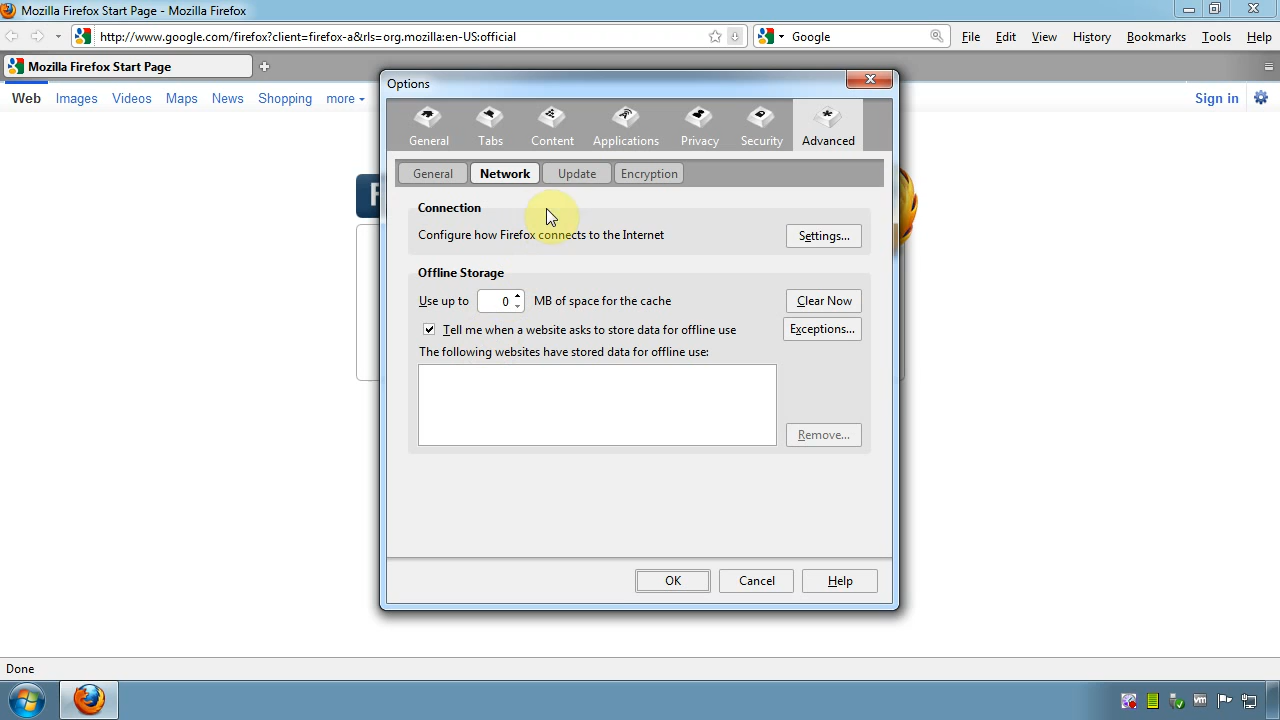 Mozilla Firefox Start Page - Mozilla Firefox
http://www.google.com/firefox?client=firefox-a&rls=org.mozilla:en-US:official
Google
File Edit View History Bookmarks Tools Help
Mozilla Firefox Start Page
Web Images Videos Maps News Shopping more
Sign in
Options
General Tabs Content Applications Privacy Security Advanced
General Network Update Encryption
Connection
Configure how Firefox connects to the Internet
Settings...
Offline Storage
Use up to 0 MB of space for the cache
Clear Now
Tell me when a website asks to store data for offline use
Exceptions...
The following websites have stored data for offline use:
Remove...
OK Cancel Help
Done